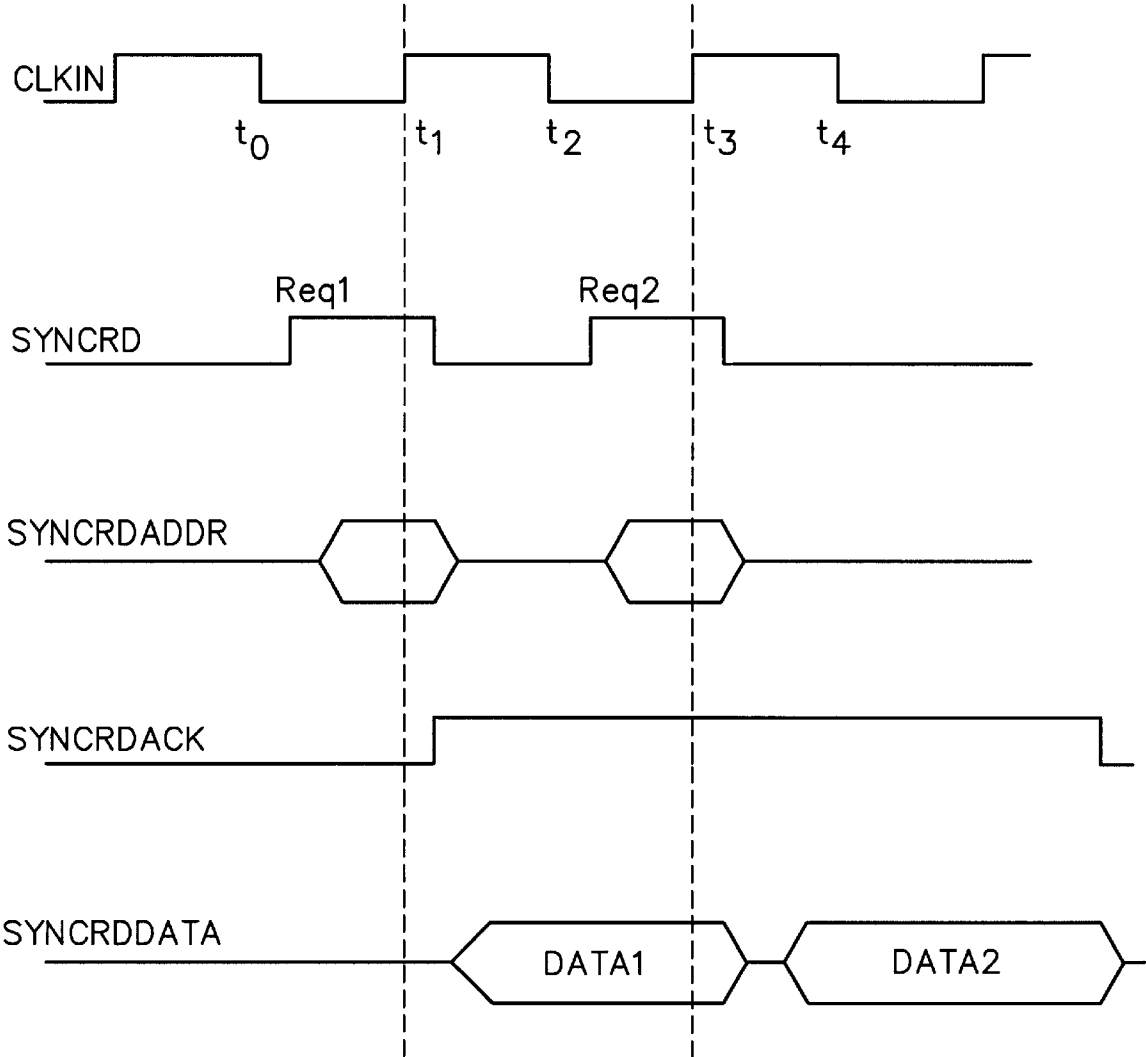 CLKIN
t0 t1 t2 t3 t4
Req1 Req2
SYNCRD
SYNCRDADDR
SYNCRDACK
SYNCRDDATA
DATA1 DATA2